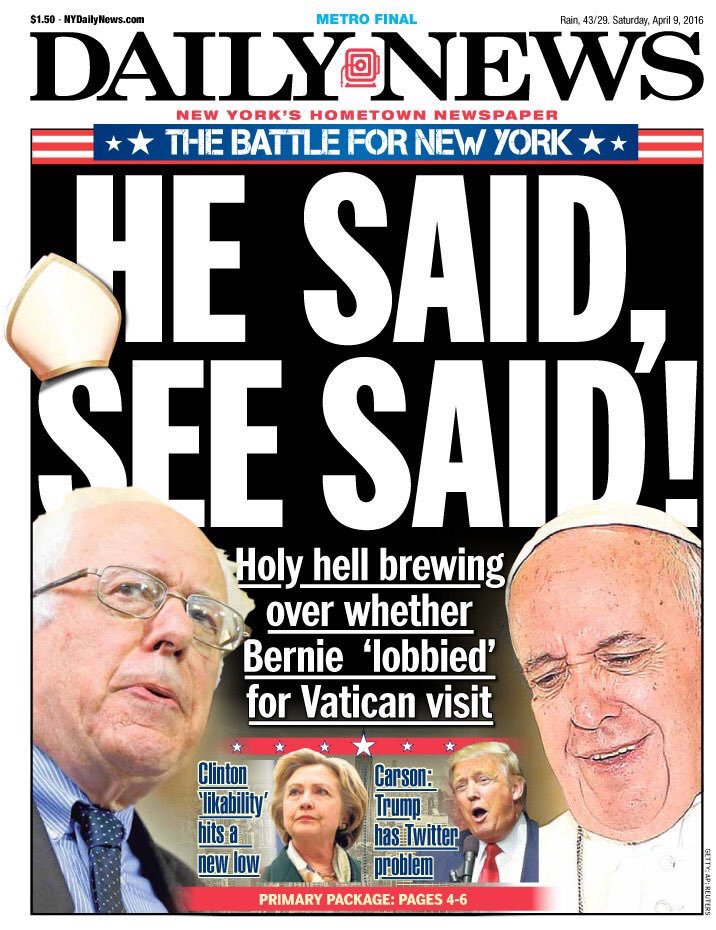 $1.50 - NYDailyNews.com
METRO FINAL
Rain, 43/29. Saturday, April 9, 2016
DAILY NEWS
NEW YORK'S HOMETOWN NEWSPAPER
THE BATTLE FOR NEW YORK
HE SAID,
SEE SAID!
Holy hell brewing
over whether
Bernie 'lobbied'
for Vatican visit
Clinton
'likability'
hits a
new low
Carson:
Trump
has Twitter
problem
PRIMARY PACKAGE: PAGES 4-6
GETTY; AP; REUTERS